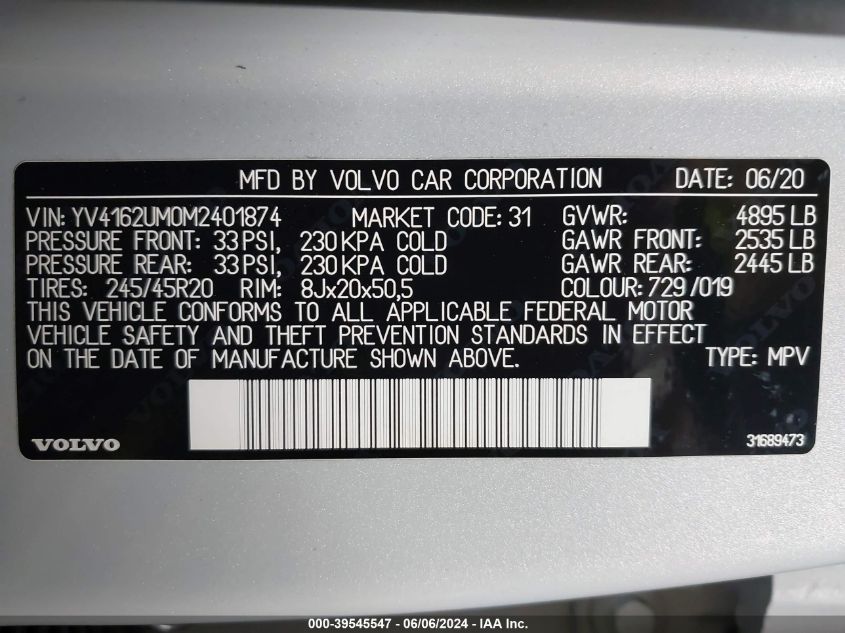 MFD BY VOLVO CAR CORPORATION DATE: 06/20
VIN: YV4162UM0M2401874 MARKET CODE: 31 GVWR: 4895 LB
PRESSURE FRONT: 33 PSI, 230 KPA COLD GAWR FRONT: 2535 LB
PRESSURE REAR: 33 PSI, 230 KPA COLD GAWR REAR: 2445 LB
TIRES: 245/45R20 RIM: 8Jx20x50,5 COLOUR: 729 /019
THIS VEHICLE CONFORMS TO ALL APPLICABLE FEDERAL MOTOR
VEHICLE SAFETY AND THEFT PREVENTION STANDARDS IN EFFECT
ON THE DATE OF MANUFACTURE SHOWN ABOVE. TYPE: MPV
VOLVO 31689473
000-39545547 - 06/06/2024 - IAA Inc.